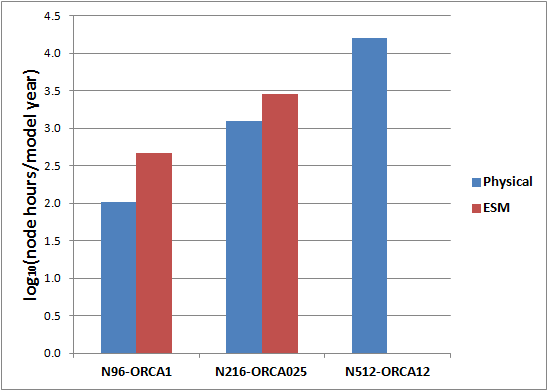 4.5
4.0
3.5
3.0
2.5
2.0
1.5
1.0
0.5
0.0
log₁₀(node hours/model year)
N96-ORCA1 N216-ORCA025 N512-ORCA12
Physical
ESM